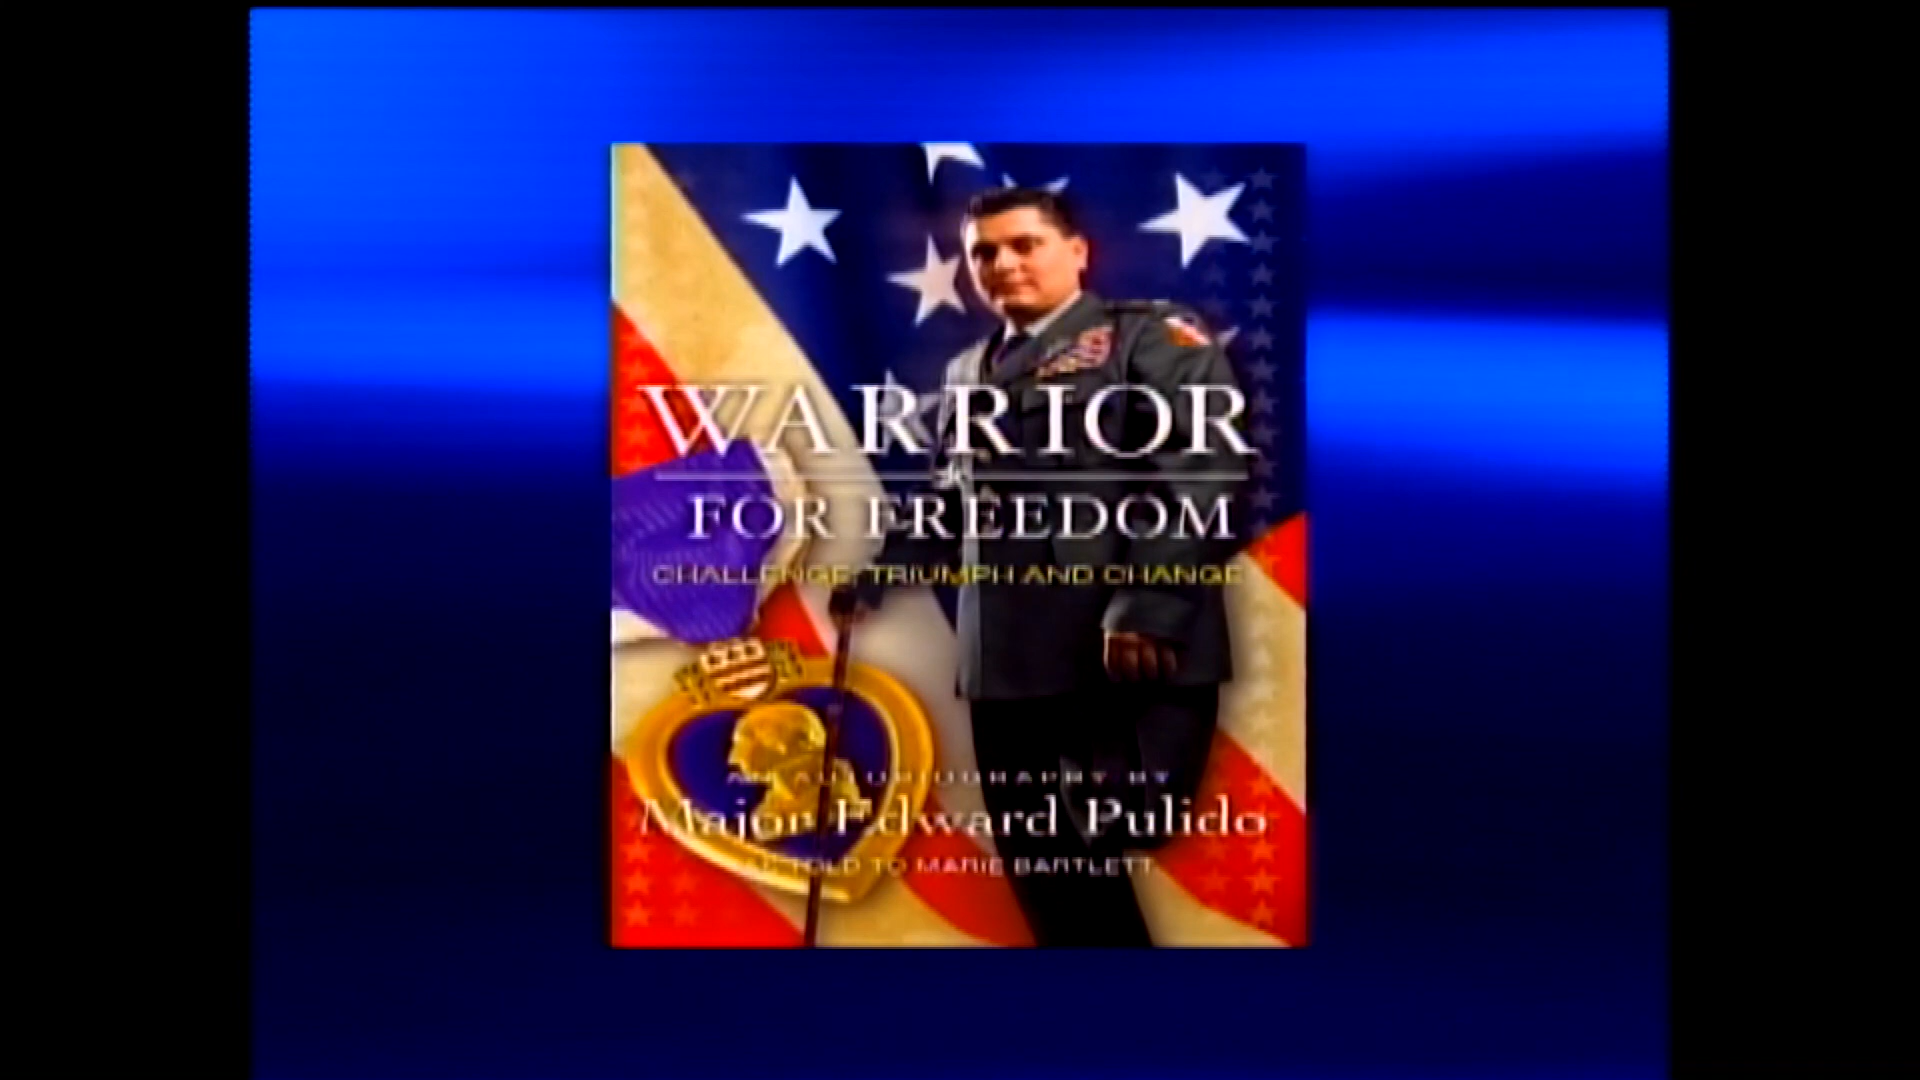 WARRIOR
FOR FREEDOM
CHALLENGE, TRIUMPH AND CHANGE
AN AUTOBIOGRAPHY BY
Major Edward Pulido
AS TOLD TO MARIE BARTLETT